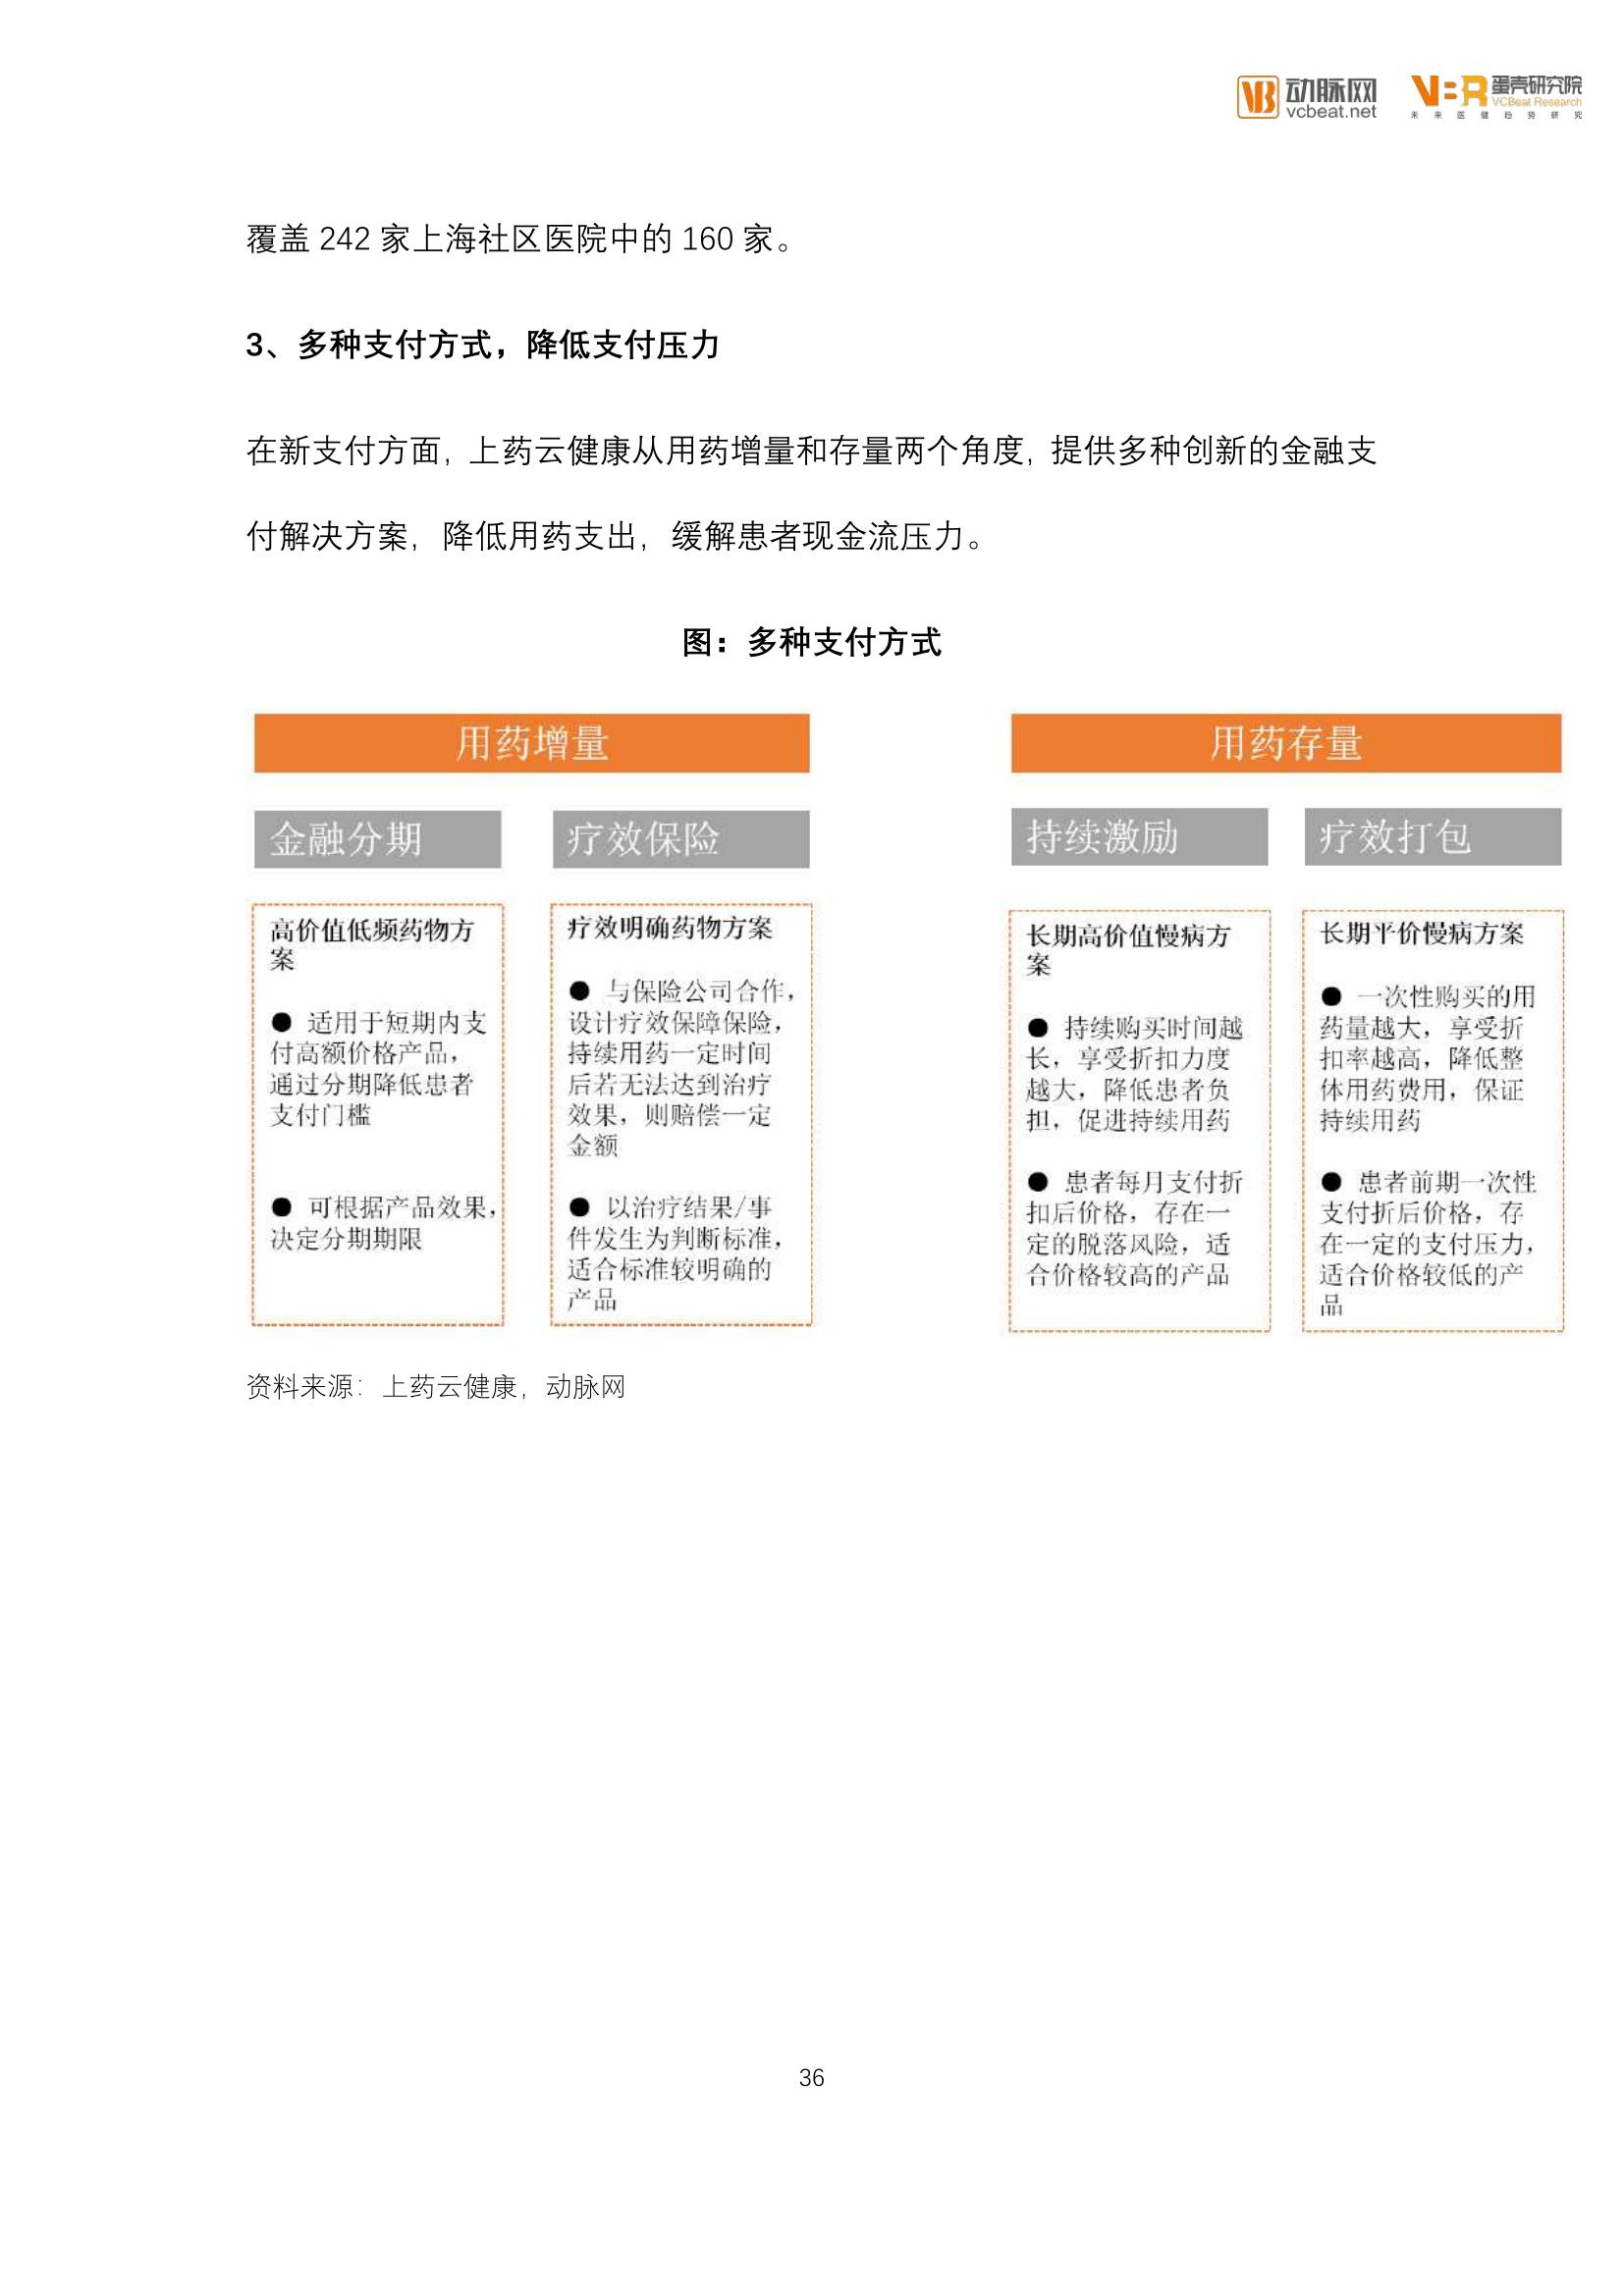 动脉网
vcbeat.net
VBR 蛋壳研究院
VCBeat Research
未来医健趋势研究
覆盖 242 家上海社区医院中的 160 家。
3、多种支付方式，降低支付压力
在新支付方面，上药云健康从用药增量和存量两个角度，提供多种创新的金融支
付解决方案，降低用药支出，缓解患者现金流压力。
图：多种支付方式
用药增量
金融分期
高价值低频药物方
案
● 适用于短期内支
付高额价格产品，
通过分期降低患者
支付门槛
● 可根据产品效果，
决定分期期限
疗效保险
疗效明确药物方案
● 与保险公司合作，
设计疗效保障保险，
持续用药一定时间
后若无法达到治疗
效果，则赔偿一定
金额
● 以治疗结果/事
件发生为判断标准，
适合标准较明确的
产品
用药存量
持续激励
长期高价值慢病方
案
● 持续购买时间越
长，享受折扣力度
越大，降低患者负
担，促进持续用药
● 患者每月支付折
扣后价格，存在一
定的脱落风险，适
合价格较高的产品
疗效打包
长期平价慢病方案
● 一次性购买的用
药量越大，享受折
扣率越高，降低整
体用药费用，保证
持续用药
● 患者前期一次性
支付折后价格，存
在一定的支付压力，
适合价格较低的产
品
资料来源：上药云健康，动脉网
36